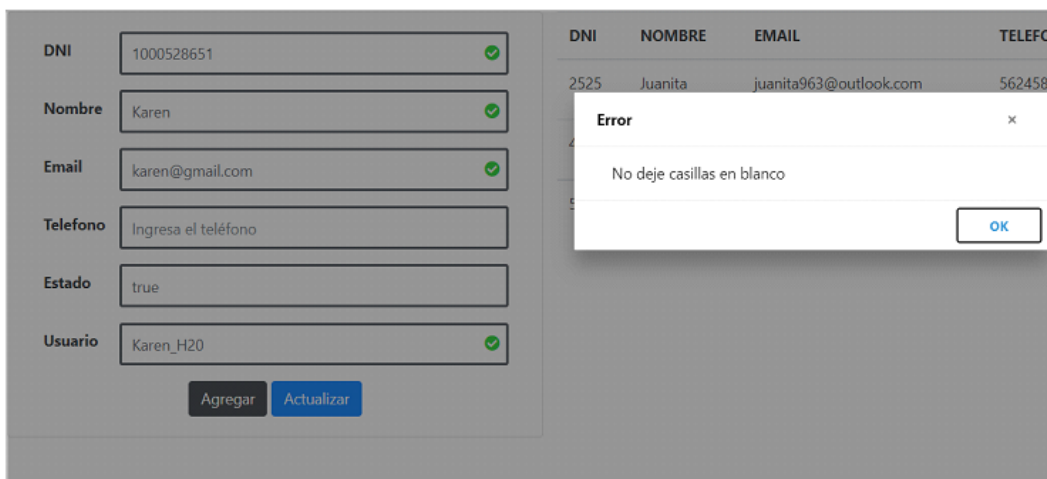 DNI
1000528651
Nombre
Karen
Email
karen@gmail.com
Telefono
Ingresa el teléfono
Estado
true
Usuario
Karen_H20
Agregar Actualizar
DNI NOMBRE EMAIL
2525 Juanita juanita963@outlook.com 562458
Error ×
No deje casillas en blanco
OK